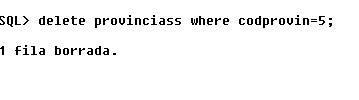 SQL> delete provinciass where codprovin=5;
1 fila borrada.